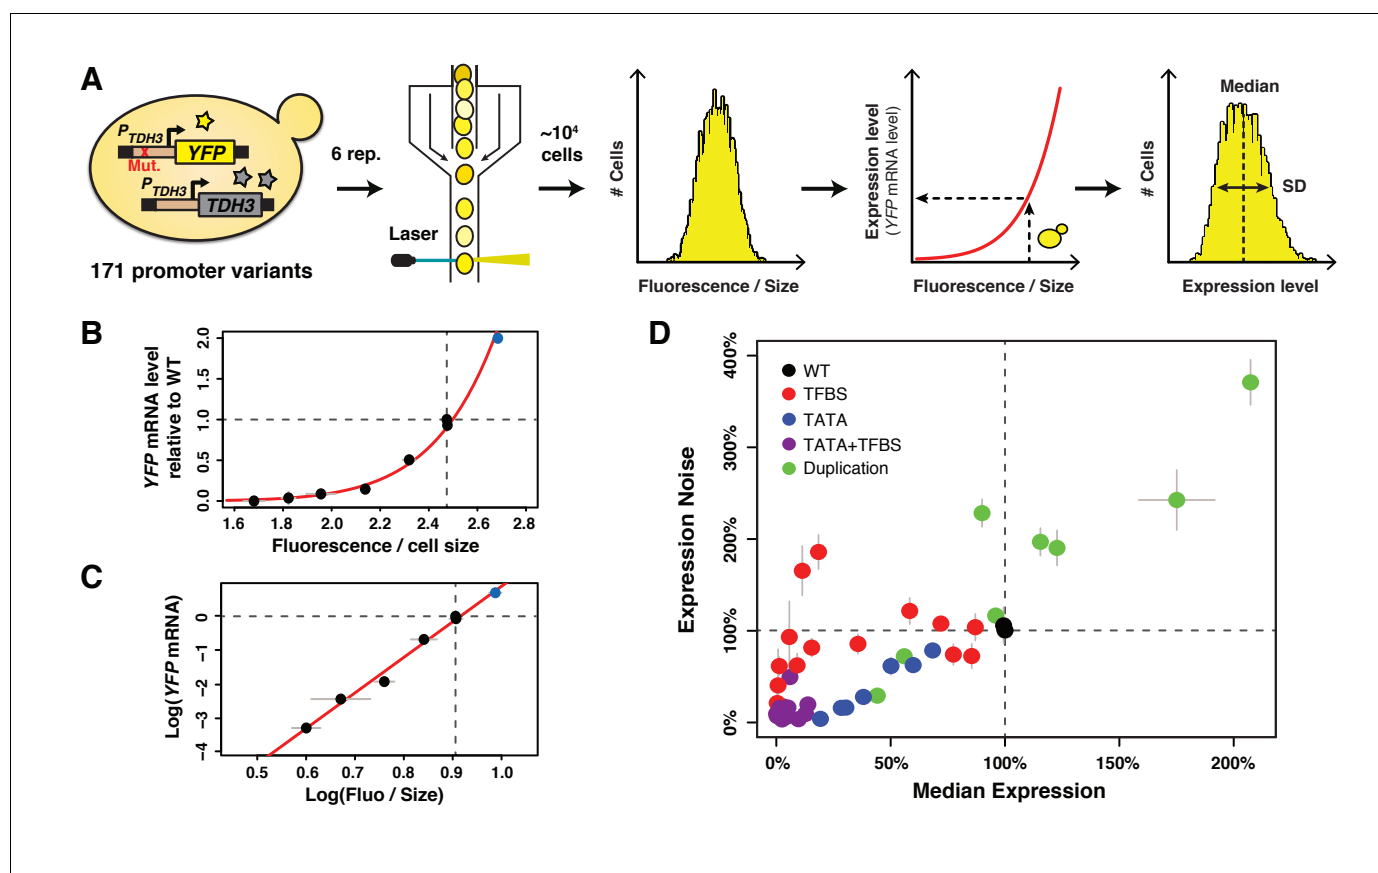 A
P TDH3
YFP
Mut.
P TDH3
TDH3
171 promoter variants
6 rep.
Laser
~10⁴
cells
# Cells
Fluorescence / Size
Expression level
(YFP mRNA level)
Fluorescence / Size
# Cells
Median
SD
Expression level
B
YFP mRNA level
relative to WT
2.0
1.5
1.0
0.5
0.0
1.6 1.8 2.0 2.2 2.4 2.6 2.8
Fluorescence / cell size
C
Log(YFP mRNA)
0
−1
−2
−3
−4
0.5 0.6 0.7 0.8 0.9 1.0
Log(Fluo / Size)
D
Expression Noise
400%
300%
200%
100%
0%
WT
TFBS
TATA
TATA+TFBS
Duplication
0% 50% 100% 150% 200%
Median Expression